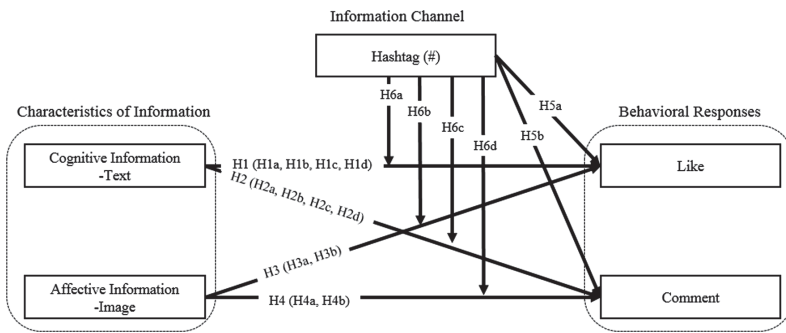 Information Channel
Hashtag (#)
H6a
H6b
H6c
H6d
H5a
H5b
Characteristics of Information
Behavioral Responses
Cognitive Information
-Text
H1 (H1a, H1b, H1c, H1d)
H2 (H2a, H2b, H2c, H2d)
Like
H3 (H3a, H3b)
Affective Information
-Image
H4 (H4a, H4b)
Comment